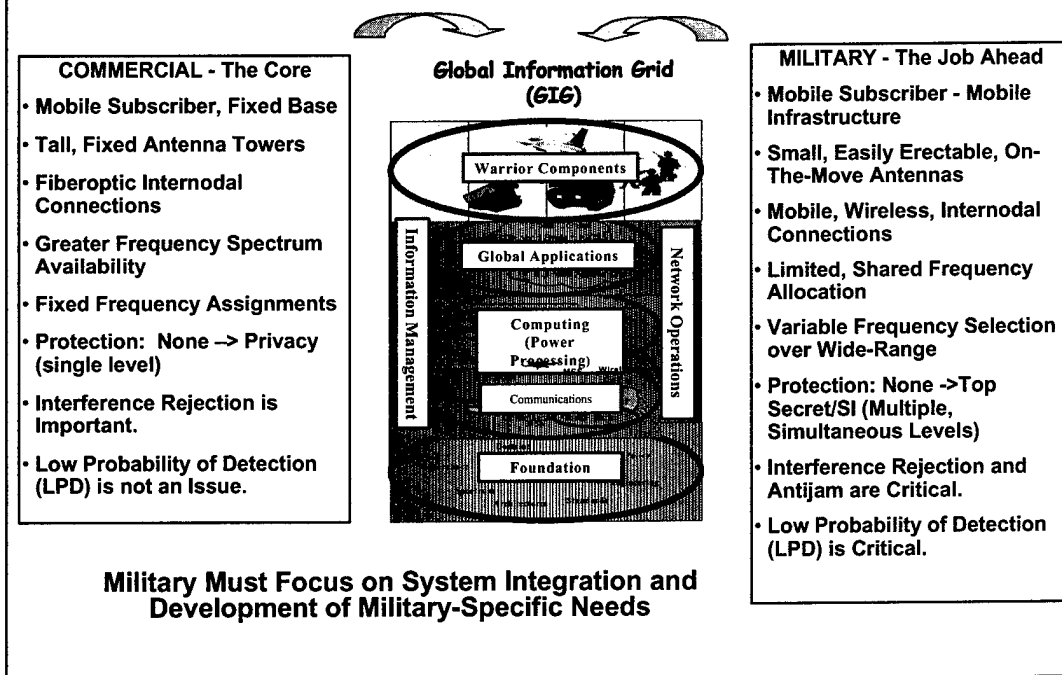 COMMERCIAL - The Core
• Mobile Subscriber, Fixed Base
• Tall, Fixed Antenna Towers
• Fiberoptic Internodal
Connections
• Greater Frequency Spectrum
Availability
• Fixed Frequency Assignments
• Protection: None --> Privacy
(single level)
• Interference Rejection is
Important.
• Low Probability of Detection
(LPD) is not an Issue.
Global Information Grid
(GIG)
Warrior Components
Information Management
Global Applications
Computing
(Power
Processing)
Communications
Foundation
Network Operations
MILITARY - The Job Ahead
• Mobile Subscriber - Mobile
Infrastructure
• Small, Easily Erectable, On-
The-Move Antennas
• Mobile, Wireless, Internodal
Connections
• Limited, Shared Frequency
Allocation
• Variable Frequency Selection
over Wide-Range
• Protection: None ->Top
Secret/SI (Multiple,
Simultaneous Levels)
• Interference Rejection and
Antijam are Critical.
• Low Probability of Detection
(LPD) is Critical.
Military Must Focus on System Integration and
Development of Military-Specific Needs